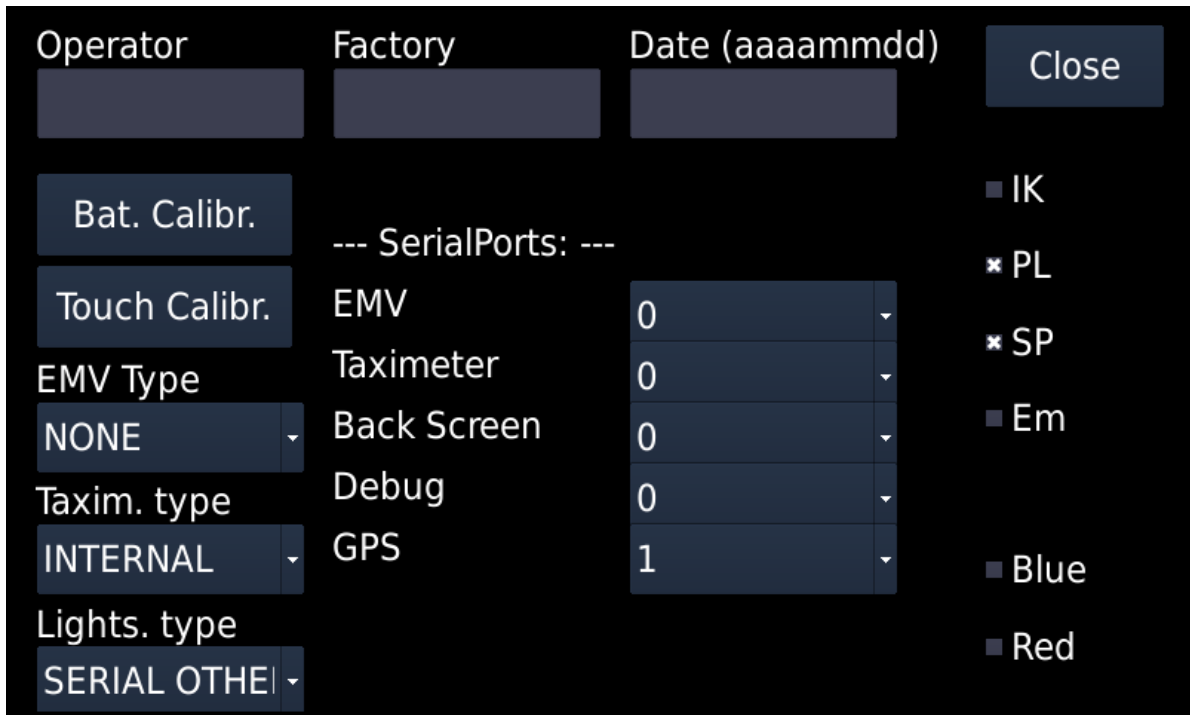 Operator
Factory
Date (aaaammdd)
Close
Bat. Calibr.
Touch Calibr.
EMV Type
NONE
Taxim. type
INTERNAL
Lights. type
SERIAL OTHE
--- SerialPorts: ---
EMV 0
Taximeter 0
Back Screen 0
Debug 0
GPS 1
IK
PL
SP
Em
Blue
Red